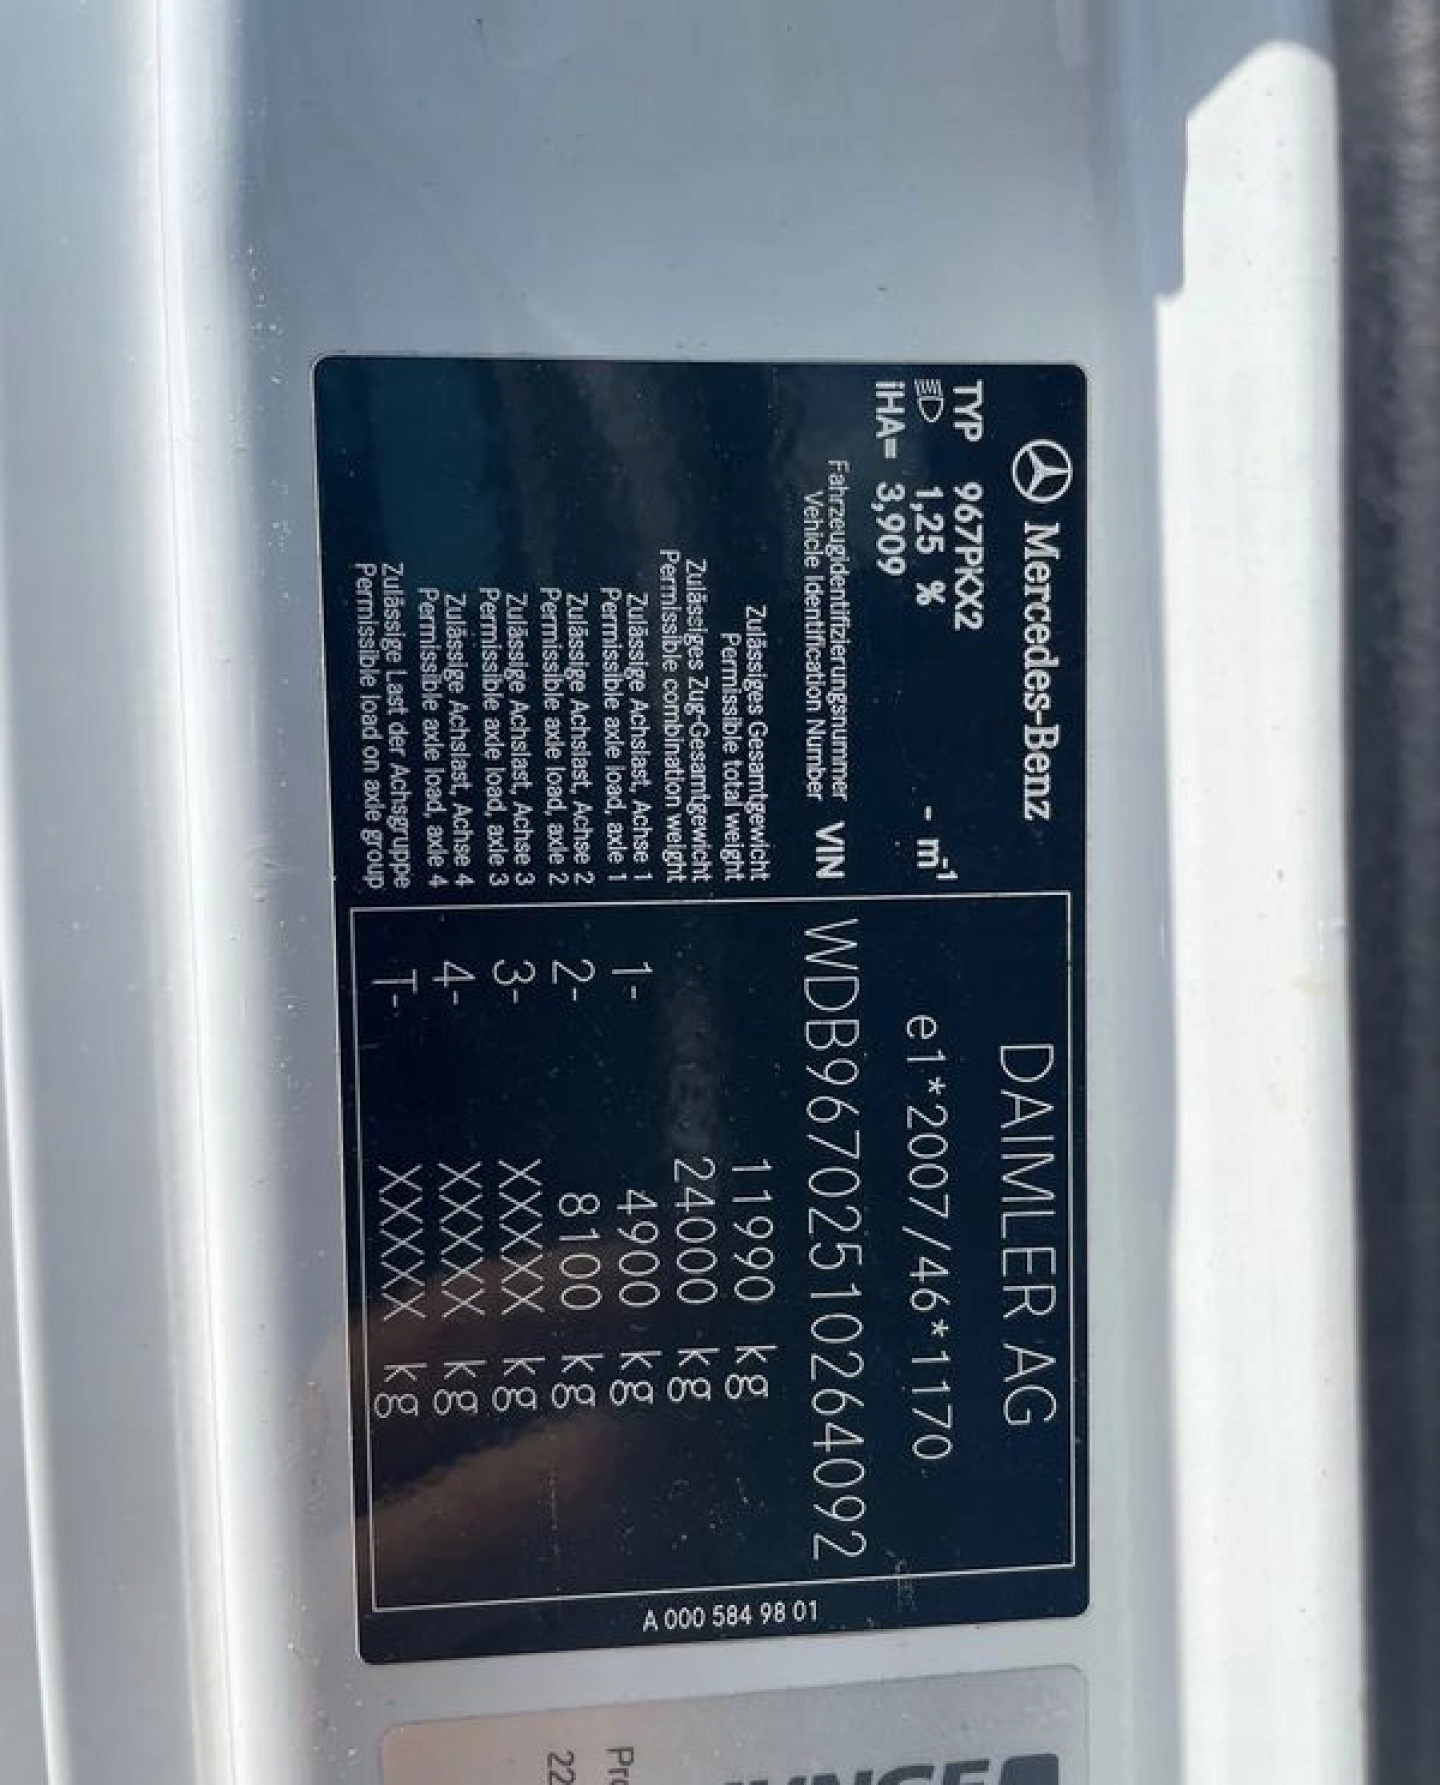 Mercedes-Benz
DAIMLER AG
TYP 967PKX2
1,25 % - m⁻¹
e1*2007/46*1170
iHA= 3,909
Fahrzeugidentifizierungsnummer
Vehicle Identification Number
VIN
WDB9670251O264092
Zulässiges Gesamtgewicht
Permissible total weight
11990 kg
Zulässiges Zug-Gesamtgewicht
Permissible combination weight
24000 kg
Zulässige Achslast, Achse 1
Permissible axle load, axle 1
1- 4900 kg
Zulässige Achslast, Achse 2
Permissible axle load, axle 2
2- 8100 kg
Zulässige Achslast, Achse 3
Permissible axle load, axle 3
3- XXXXX kg
Zulässige Achslast, Achse 4
Permissible axle load, axle 4
4- XXXXX kg
Zulässige Last der Achsgruppe
Permissible load on axle group
T- XXXXX kg
A 000 584 98 01
Pro
22